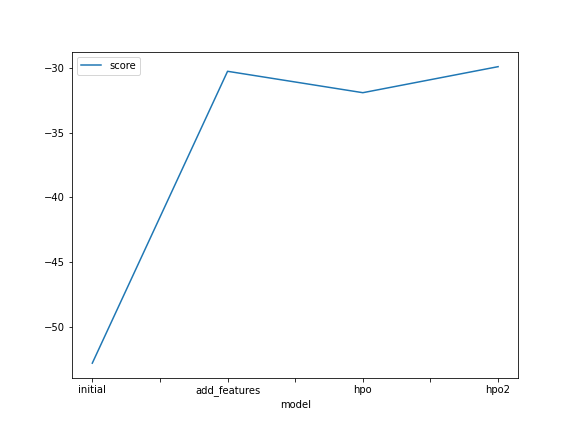 score
−30
−35
−40
−45
−50
initial add_features hpo hpo2
model